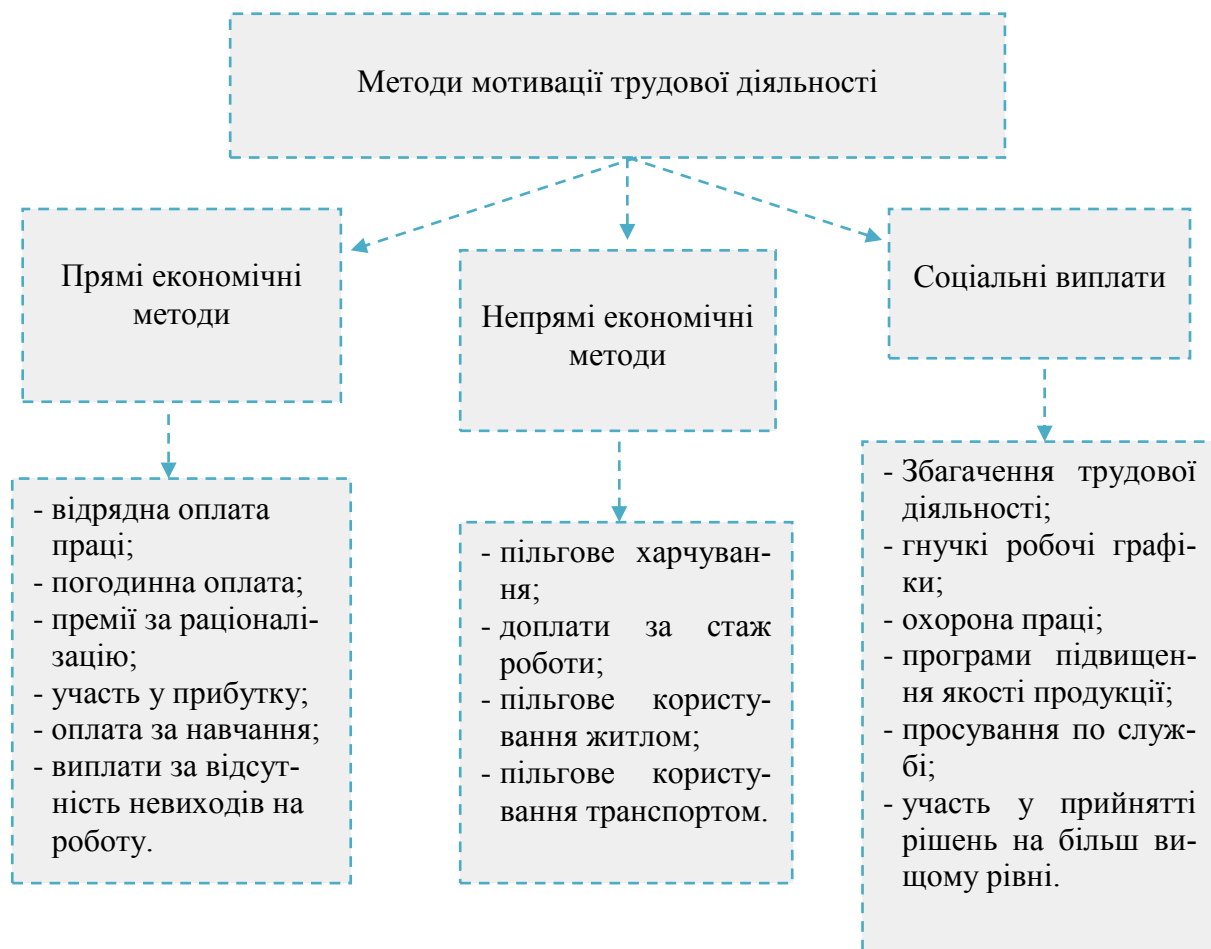 Методи мотивації трудової діяльності
Прямі економічні
методи
Непрямі економічні
методи
Соціальні виплати
- відрядна оплата
праці;
- погодинна оплата;
- премії за раціоналі-
зацію;
- участь у прибутку;
- оплата за навчання;
- виплати за відсут-
ність невиходів на
роботу.
- пільгове харчуван-
ня;
- доплати за стаж
роботи;
- пільгове користу-
вання житлом;
- пільгове користу-
вання транспортом.
- Збагачення трудової
діяльності;
- гнучкі робочі графі-
ки;
- охорона праці;
- програми підвищен-
ня якості продукції;
- просування по служ-
бі;
- участь у прийнятті
рішень на більш ви-
щому рівні.